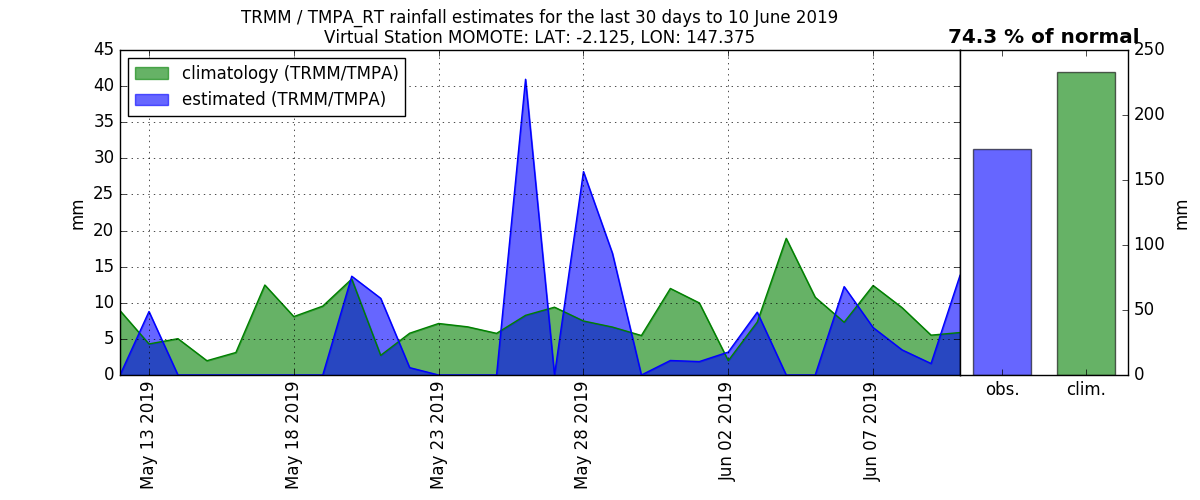 TRMM / TMPA_RT rainfall estimates for the last 30 days to 10 June 2019
Virtual Station MOMOTE: LAT: -2.125, LON: 147.375
74.3 % of normal
climatology (TRMM/TMPA)
estimated (TRMM/TMPA)
mm
45
40
35
30
25
20
15
10
5
0
May 13 2019
May 18 2019
May 23 2019
May 28 2019
Jun 02 2019
Jun 07 2019
obs.
clim.
250
200
150
100
50
0
mm